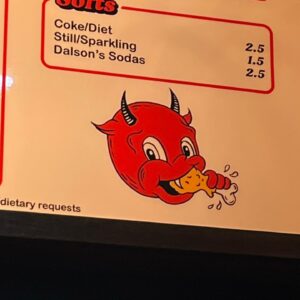 Softs
Coke/Diet 2.5
Still/Sparkling 1.5
Dalson's Sodas 2.5
dietary requests